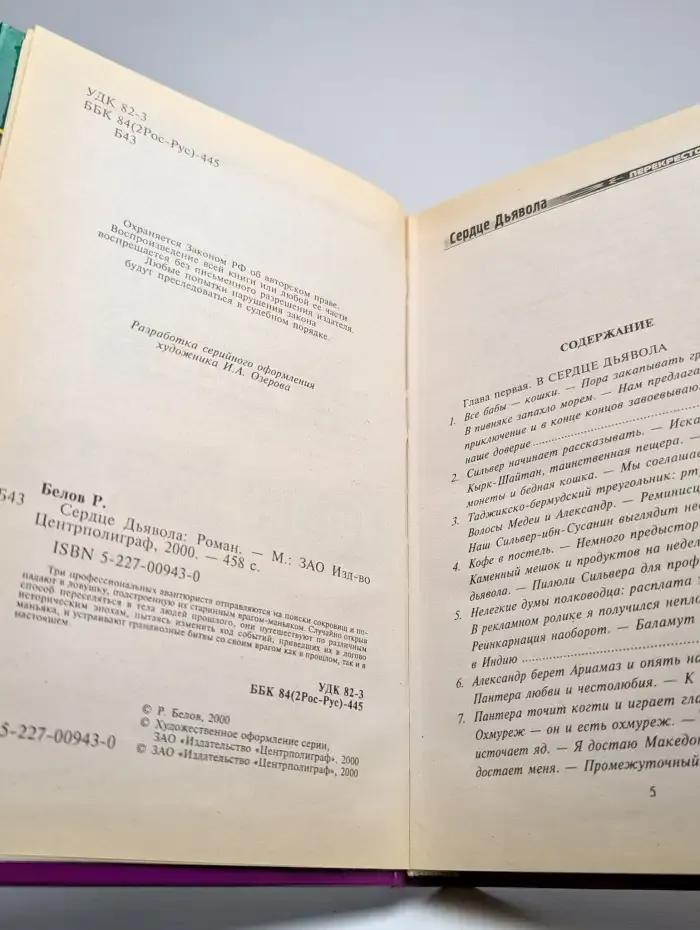 УДК 82-3
ББК 84(2Рос-Рус)-445
Б43
Охраняется Законом РФ об авторском праве.
Воспроизведение всей книги или любой ее части
воспрещается без письменного разрешения издателя.
Любые попытки нарушения закона
будут преследоваться в судебном порядке.
Разработка серийного оформления
художника И.А. Озерова
Белов Р.
Б43 Сердце Дьявола: Роман. — М.: ЗАО Изд-во
Центрполиграф, 2000. — 458 с.
ISBN 5-227-00943-0
Три профессиональных авантюриста отправляются на поиски сокровищ и по-
падают в ловушку, подстроенную их старинным врагом-маньяком. Случайно открыв
способ переселяться в тела людей прошлого, они путешествуют по различным
историческим эпохам, пытаясь изменить ход событий, приведших их в логово
маньяка, и устраивают грандиозные битвы со своим врагом как в прошлом, так и в
настоящем.
УДК 82-3
ББК 84(2Рос-Рус)-445
© Р. Белов, 2000
© Художественное оформление серии,
ЗАО «Издательство «Центрполиграф», 2000
5-227-00943-0 © ЗАО «Издательство «Центрполиграф», 2000
Сердце Дьявола ПЕРЕКРЕСТО
СОДЕРЖАНИЕ
Глава первая. В СЕРДЦЕ ДЬЯВОЛА
1. Все бабы — кошки. — Пора закапывать гр
В пивняке запахло морем. — Нам предлага
приключение и в конце концов завоевываю
наше доверие
2. Сильвер начинает рассказывать. — Иска
Кырк-Шайтан, таинственная пещера. —
монеты и бедная кошка. — Мы соглашае
3. Таджикско-бермудский треугольник: рту
Волосы Медеи и Александр. — Реминисц
Наш Сильвер-ибн-Сусанин выглядит нев
4. Кофе в постель. — Немного предыстор
Каменный мешок и продуктов на недел
дьявола. — Пилюли Сильвера для проф
5. Нелегкие думы полководца: расплата
В рекламном ролике я получился непло
Реинкарнация наоборот. — Баламут
в Индию
6. Александр берет Ариамаз и опять на
Пантера любви и честолюбия. — К
7. Пантера точит когти и играет гла
Охмуреж — он и есть охмуреж. —
источает яд. — Я достаю Македон
достает меня. — Промежуточный
5